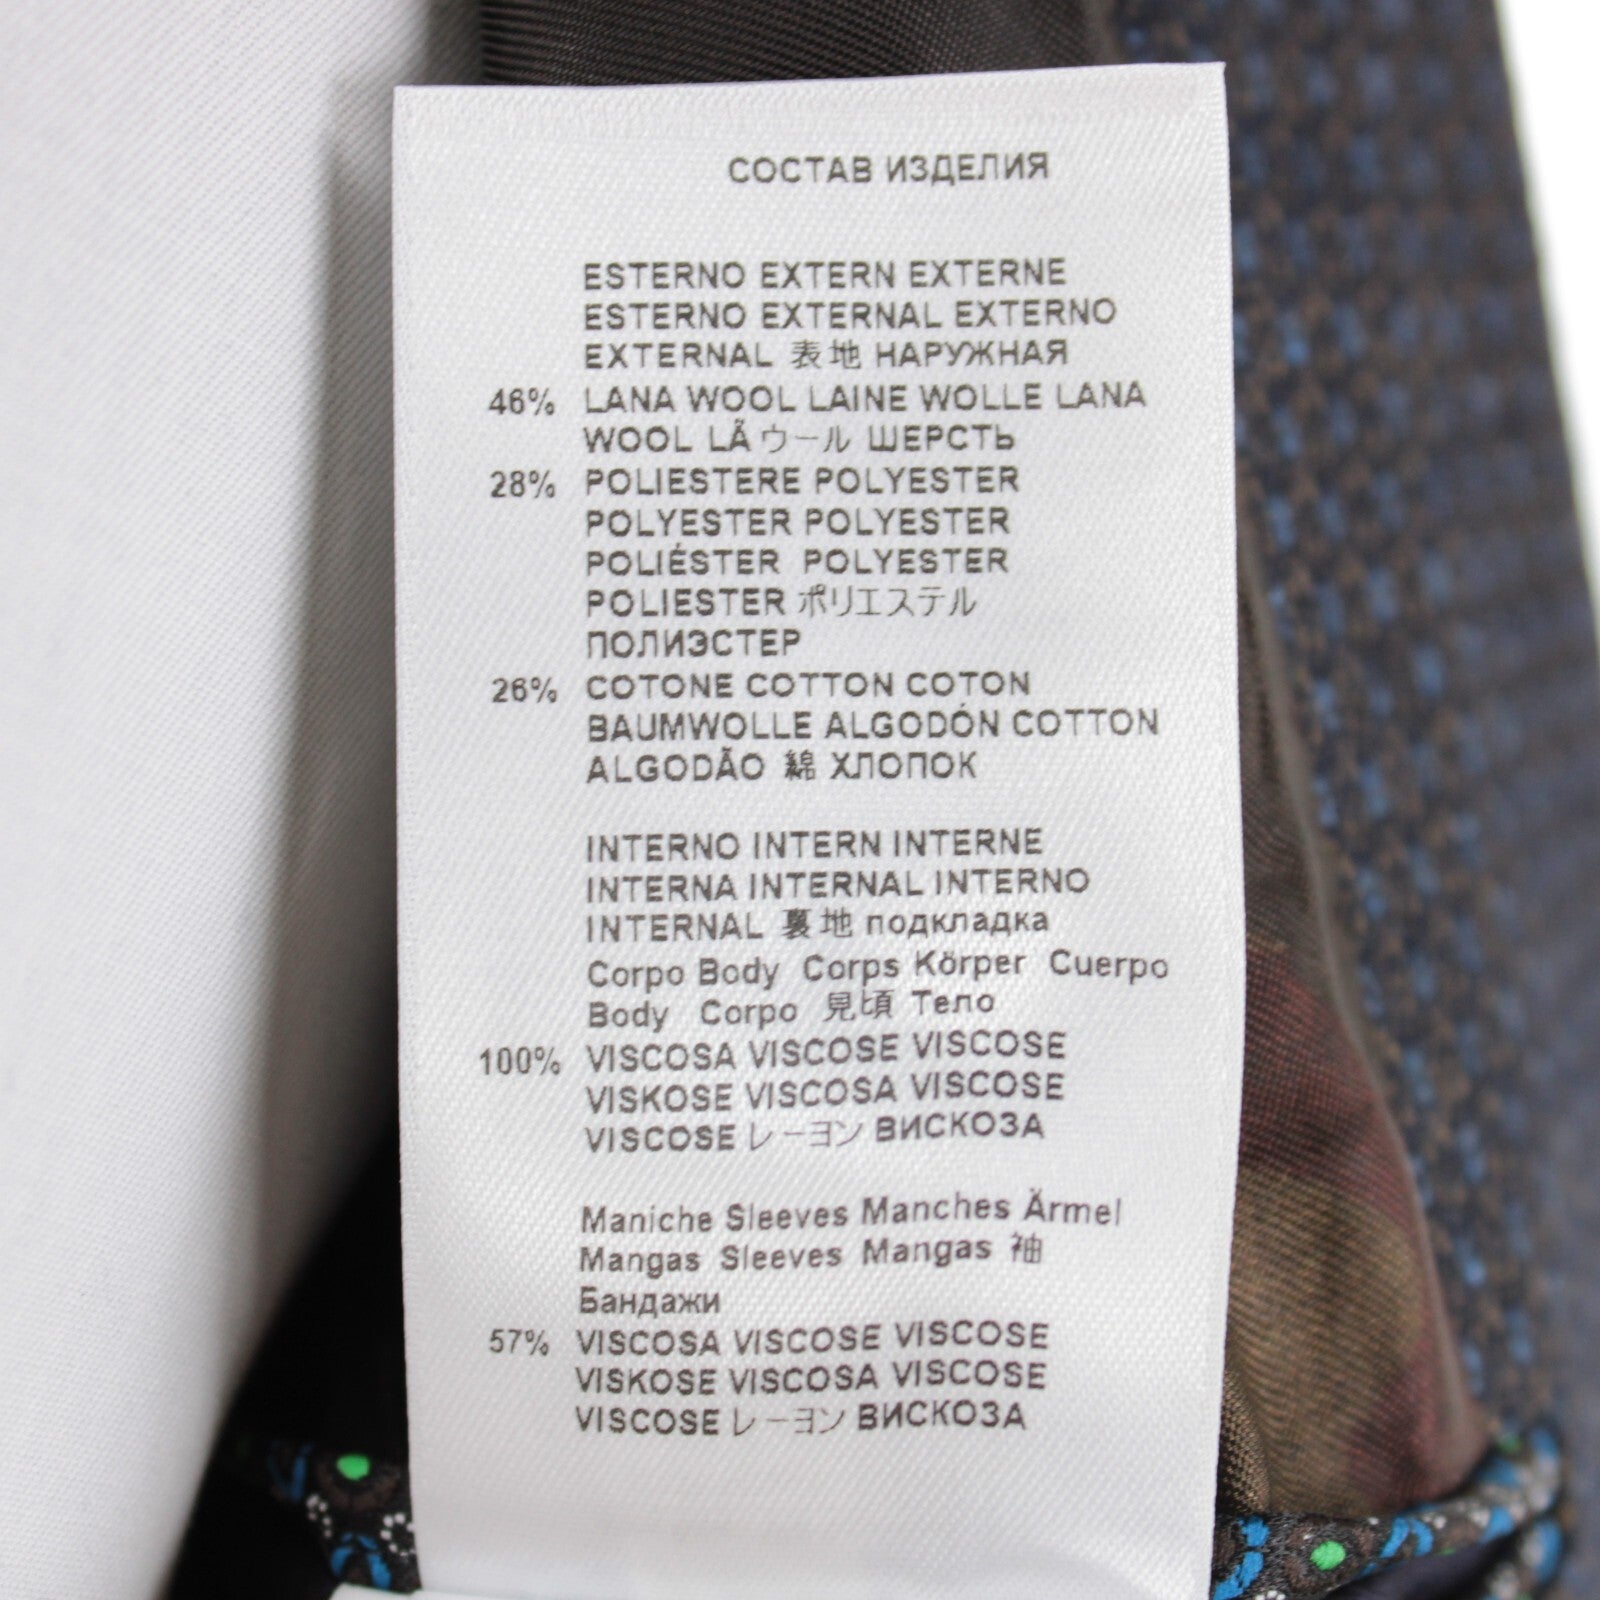 СОСТАВ ИЗДЕЛИЯ
ESTERNO EXTERN EXTERNE
ESTERNO EXTERNAL EXTERNO
EXTERNAL 表地 НАРУЖНАЯ
46% LANA WOOL LAINE WOLLE LANA
WOOL LÃ ウール ШЕРСТЬ
28% POLIESTERE POLYESTER
POLYESTER POLYESTER
POLIÉSTER POLYESTER
POLIESTER ポリエステル
ПОЛИЭСТЕР
26% COTONE COTTON COTON
BAUMWOLLE ALGODÓN COTTON
ALGODÃO 綿 ХЛОПОК
INTERNO INTERN INTERNE
INTERNA INTERNAL INTERNO
INTERNAL 裏地 подкладка
Corpo Body Corps Körper Cuerpo
Body Corpo 見頃 Тело
100% VISCOSA VISCOSE VISCOSE
VISKOSE VISCOSA VISCOSE
VISCOSE レーヨン ВИСКОЗА
Maniche Sleeves Manches Ärmel
Mangas Sleeves Mangas 袖
Бандажи
57% VISCOSA VISCOSE VISCOSE
VISKOSE VISCOSA VISCOSE
VISCOSE レーヨン ВИСКОЗА